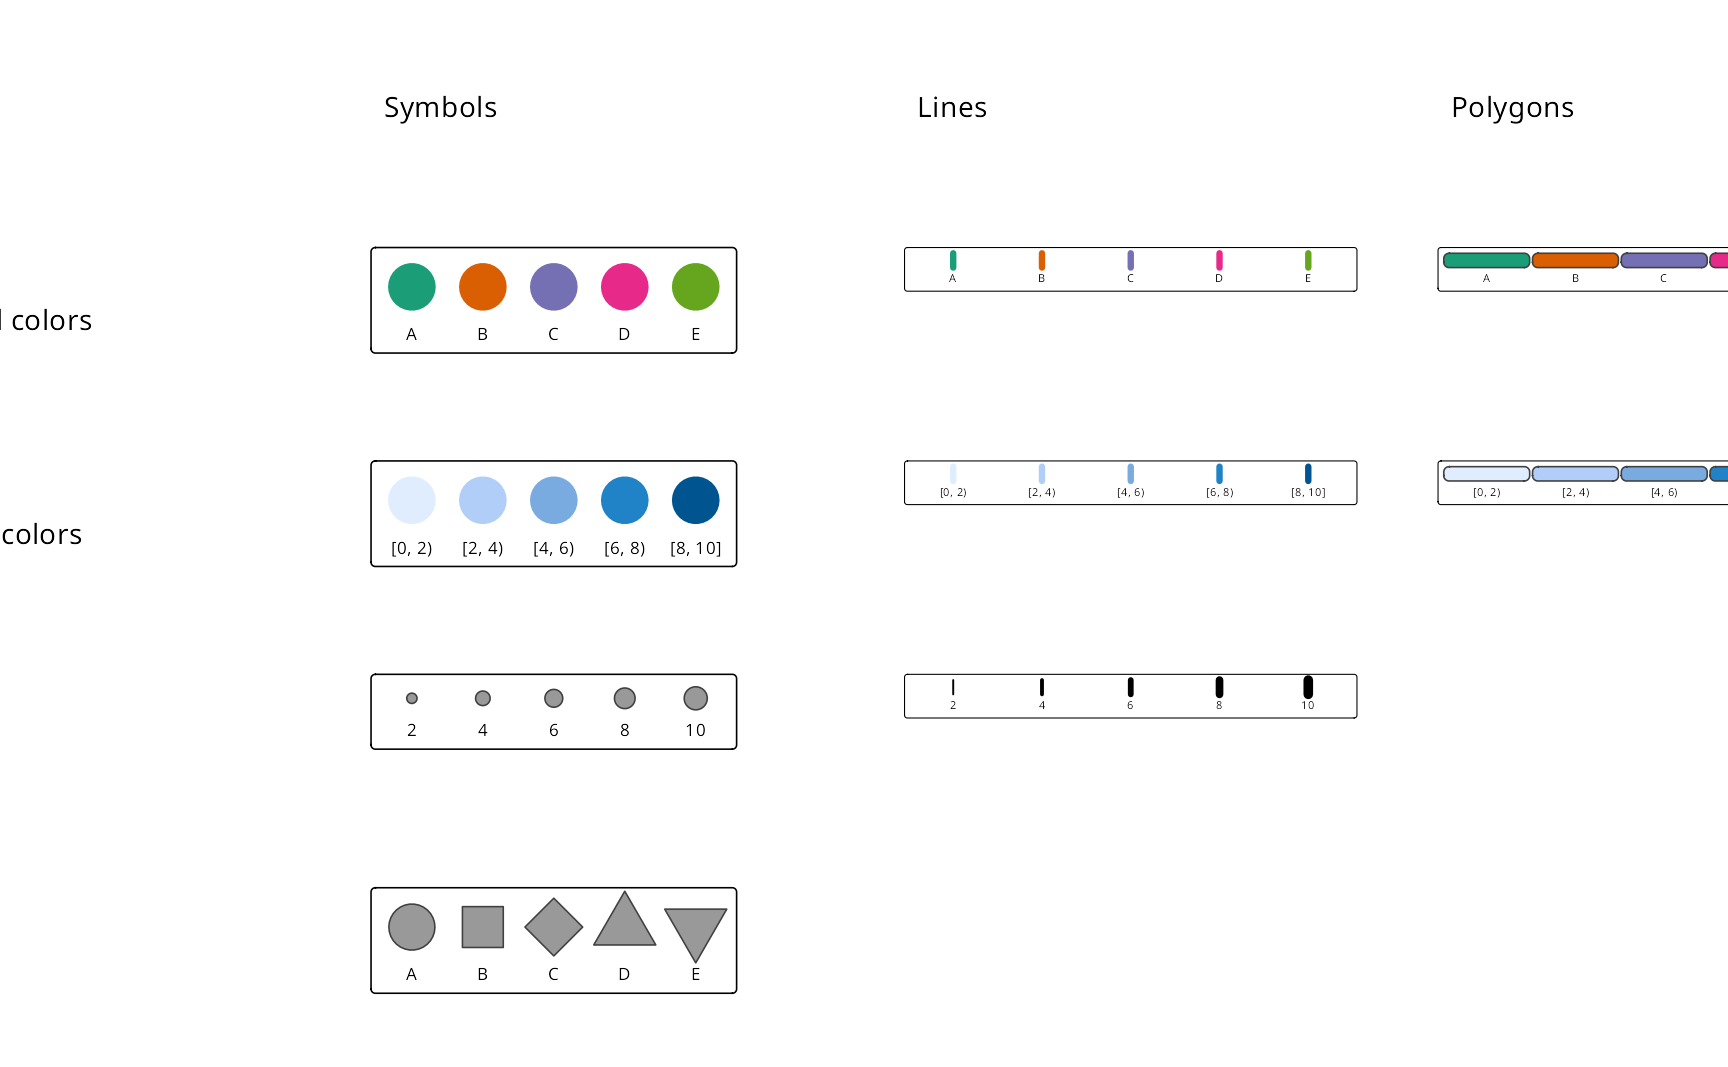 Symbols Lines Polygons
colors
A B C D E
A B C D E
A B C
colors
[0, 2) [2, 4) [4, 6) [6, 8) [8, 10]
[0, 2) [2, 4) [4, 6) [6, 8) [8, 10]
[0, 2) [2, 4) [4, 6)
2 4 6 8 10
2 4 6 8 10
A B C D E